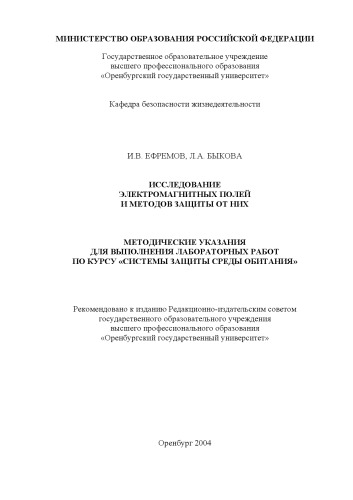 МИНИСТЕРСТВО ОБРАЗОВАНИЯ РОССИЙСКОЙ ФЕДЕРАЦИИ
Государственное образовательное учреждение
высшего профессионального образования
«Оренбургский государственный университет»
Кафедра безопасности жизнедеятельности
И.В. ЕФРЕМОВ, Л.А. БЫКОВА
ИССЛЕДОВАНИЕ
ЭЛЕКТРОМАГНИТНЫХ ПОЛЕЙ
И МЕТОДОВ ЗАЩИТЫ ОТ НИХ
МЕТОДИЧЕСКИЕ УКАЗАНИЯ
ДЛЯ ВЫПОЛНЕНИЯ ЛАБОРАТОРНЫХ РАБОТ
ПО КУРСУ «СИСТЕМЫ ЗАЩИТЫ СРЕДЫ ОБИТАНИЯ»
Рекомендовано к изданию Редакционно-издательским советом
государственного образовательного учреждения
высшего профессионального образования
«Оренбургский государственный университет»
Оренбург 2004